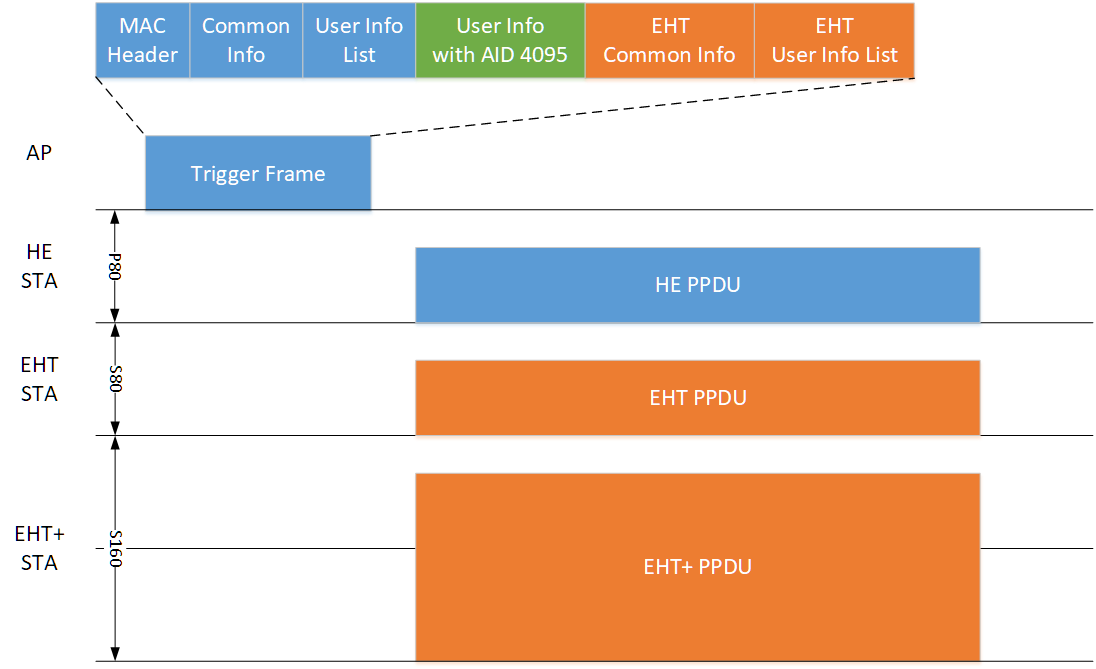 MAC
Header
Common
Info
User Info
List
User Info
with AID 4095
EHT
Common Info
EHT
User Info List
AP
Trigger Frame
HE
STA
P80
HE PPDU
EHT
STA
S80
EHT PPDU
EHT+
STA
S160
EHT+ PPDU